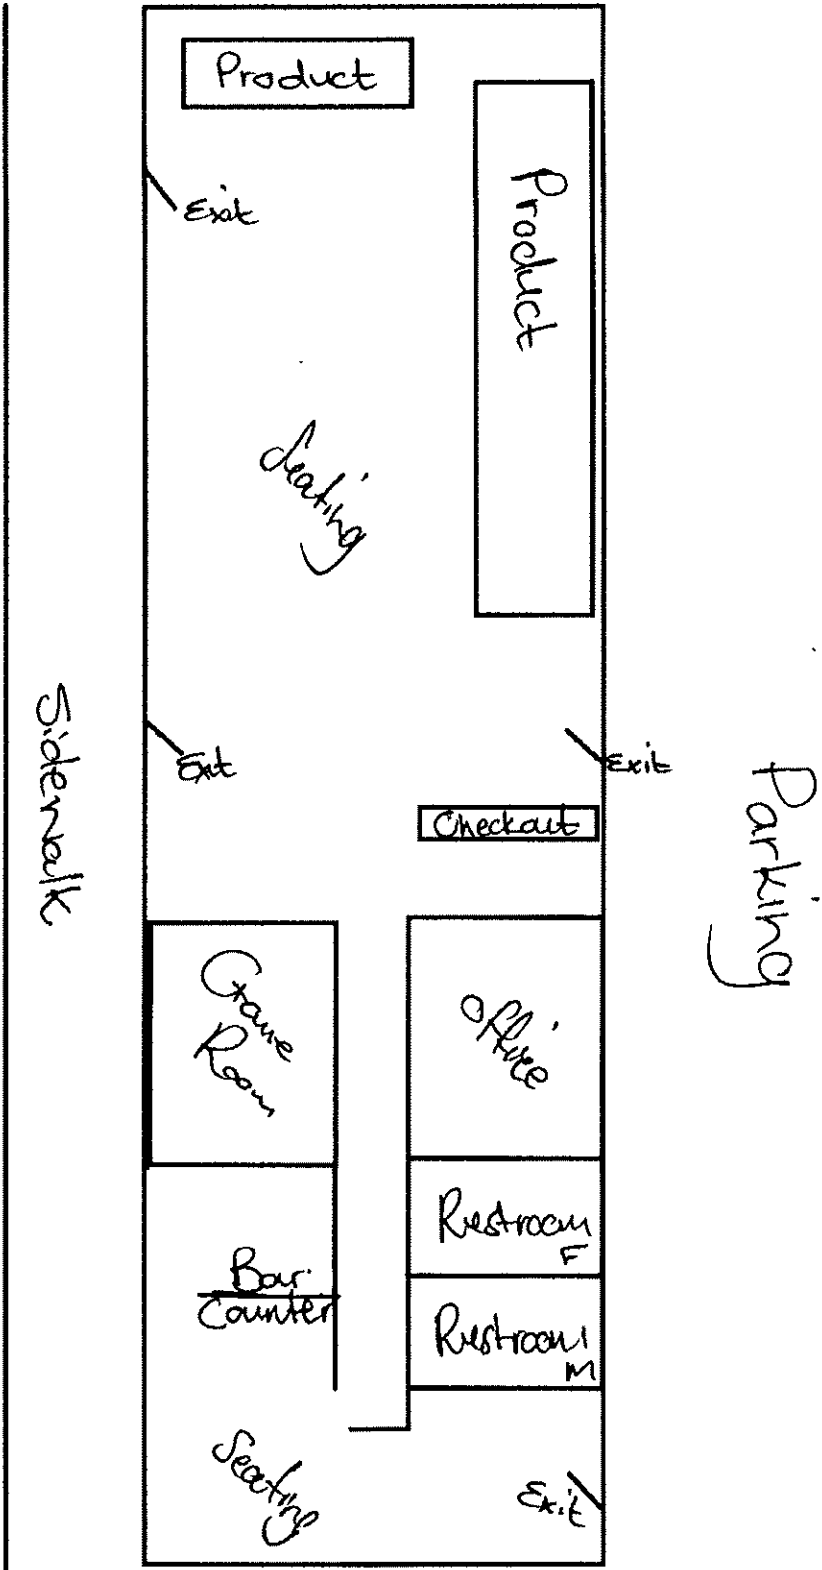 Product
Product
Exit
Seating
Sidewalk
Exit
Exit
Parking
Checkout
Game
Room
Office
Restroom
F
Bar
Counter
Restroom
M
Seating
Exit